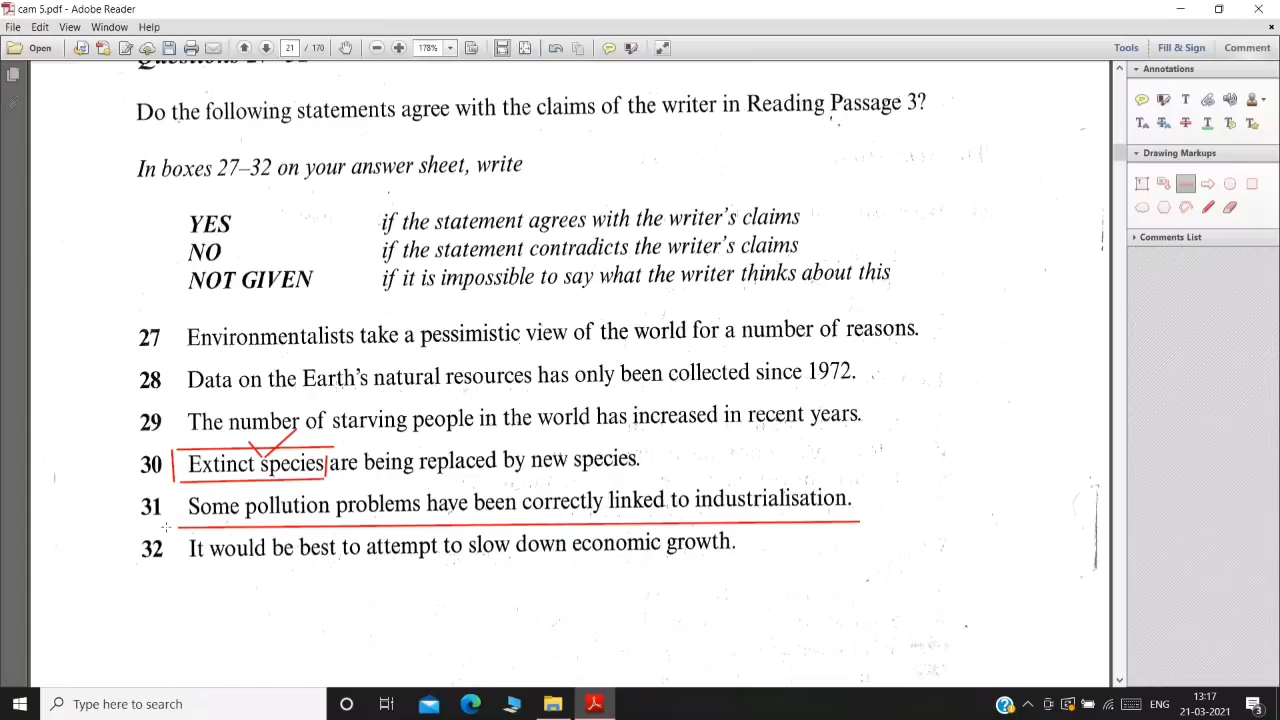 cam 5.pdf - Adobe Reader
File Edit View Window Help
Open 21 / 170 178% Tools Fill & Sign Comment
Do the following statements agree with the claims of the writer in Reading Passage 3?
In boxes 27–32 on your answer sheet, write
YES if the statement agrees with the writer's claims
NO if the statement contradicts the writer's claims
NOT GIVEN if it is impossible to say what the writer thinks about this
27 Environmentalists take a pessimistic view of the world for a number of reasons.
28 Data on the Earth's natural resources has only been collected since 1972.
29 The number of starving people in the world has increased in recent years.
30 Extinct species are being replaced by new species.
31 Some pollution problems have been correctly linked to industrialisation.
32 It would be best to attempt to slow down economic growth.
Annotations
Drawing Markups
Comments List
Type here to search
ENG
13:17
21-03-2021
3